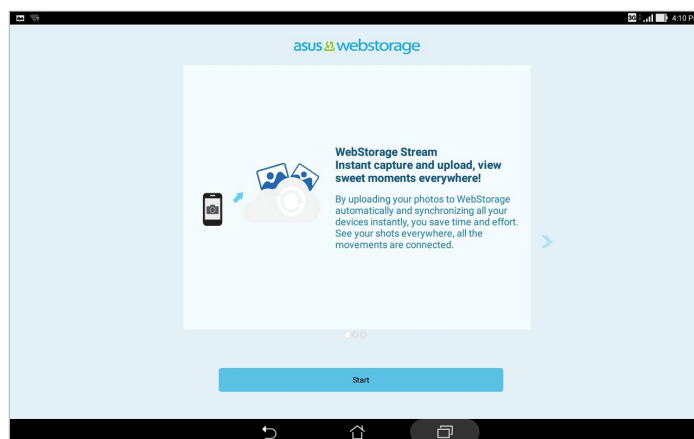 3G 4:10 P
asus webstorage
WebStorage Stream
Instant capture and upload, view
sweet moments everywhere!
By uploading your photos to WebStorage
automatically and synchronizing all your
devices instantly, you save time and effort.
See your shots everywhere, all the
movements are connected.
Start